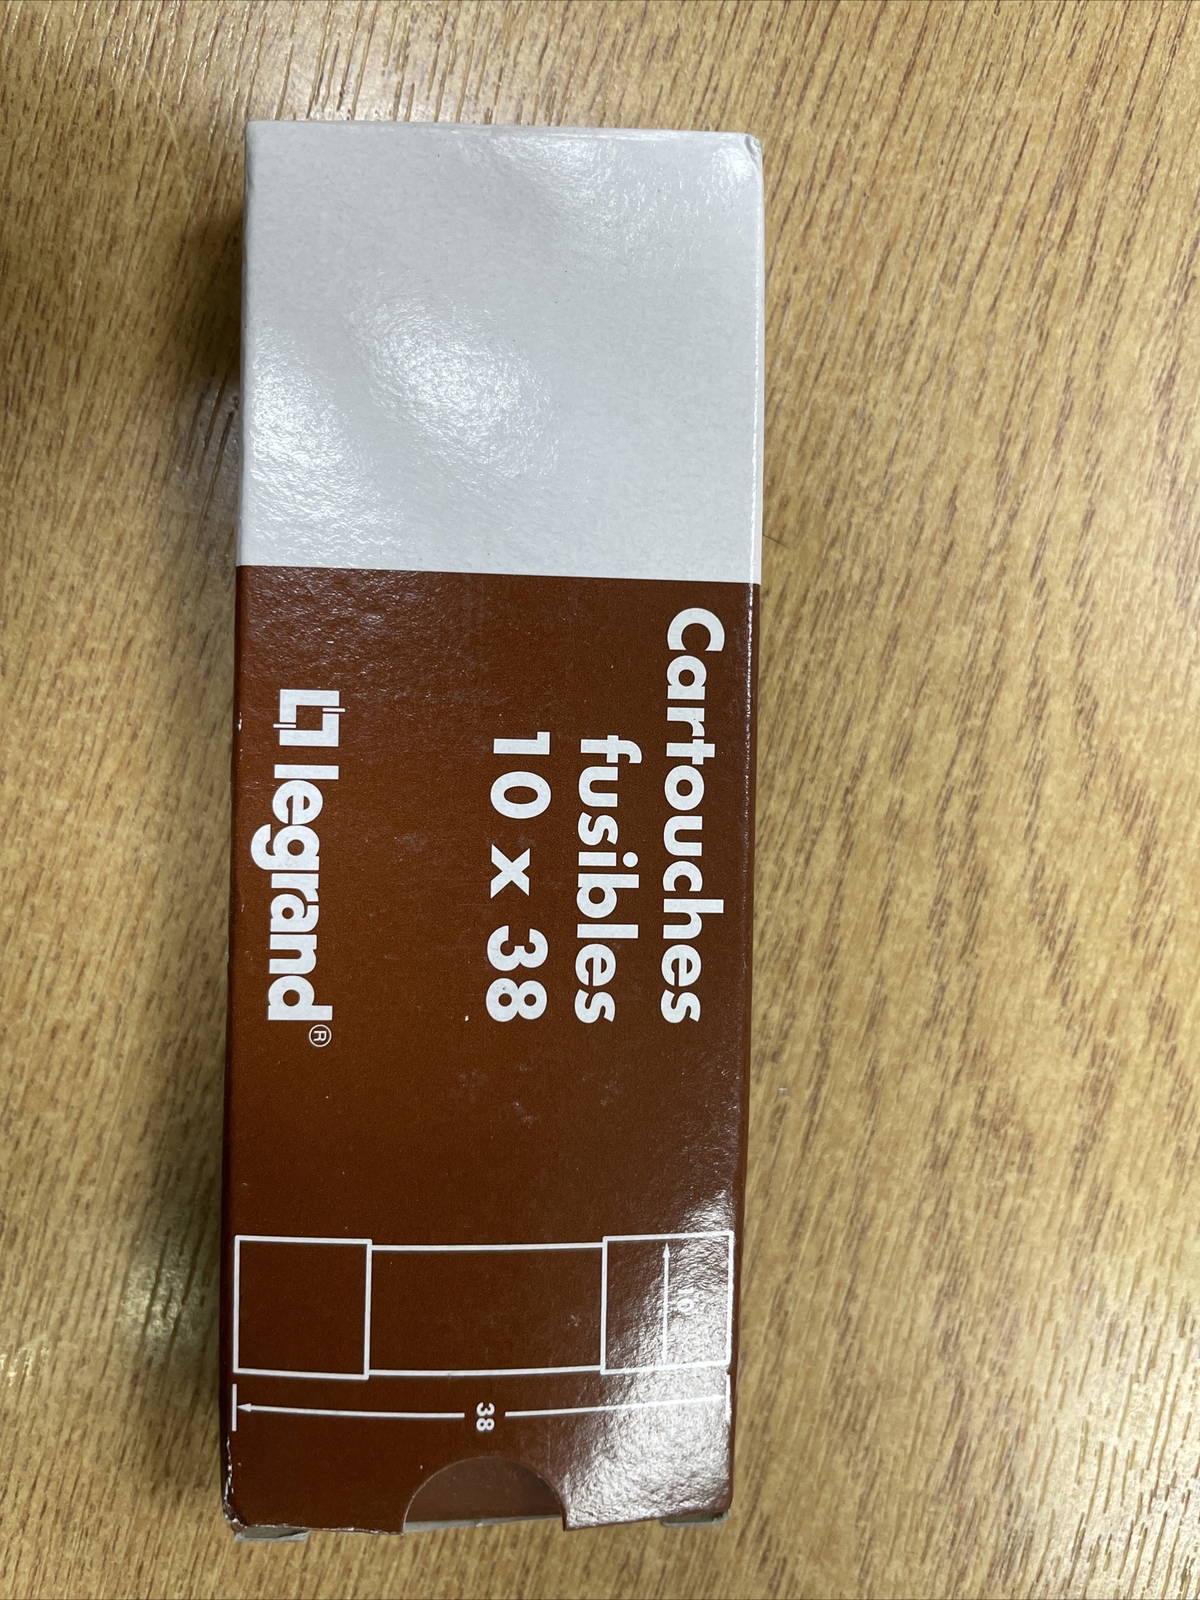 Cartouches
fusibles
10 x 38
legrand®
10
38